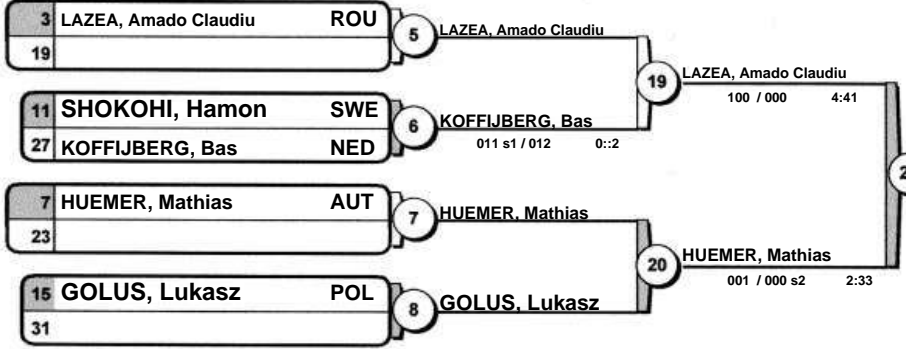 3 LAZEA, Amado Claudiu ROU
19
5 LAZEA, Amado Claudiu
11 SHOKOHI, Hamon SWE
27 KOFFIJBERG, Bas NED
6 KOFFIJBERG, Bas
011 s1 / 012 0::2
19 LAZEA, Amado Claudiu
100 / 000 4:41
7 HUEMER, Mathias AUT
23
7 HUEMER, Mathias
15 GOLUS, Lukasz POL
31
8 GOLUS, Lukasz
20 HUEMER, Mathias
001 / 000 s2 2:33